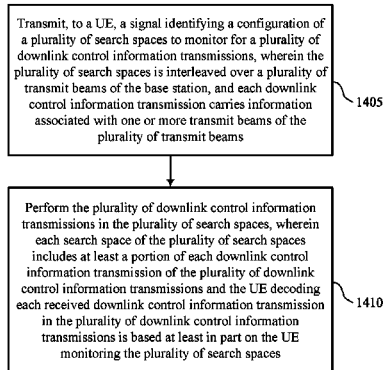 Transmit, to a UE, a signal identifying a configuration of
a plurality of search spaces to monitor for a plurality of
downlink control information transmissions, wherein the
plurality of search spaces is interleaved over a plurality of
transmit beams of the base station, and each downlink
control information transmission carries information
associated with one or more transmit beams of the
plurality of transmit beams
1405
Perform the plurality of downlink control information
transmissions in the plurality of search spaces, wherein
each search space of the plurality of search spaces
includes at least a portion of each downlink control
information transmission of the plurality of downlink
control information transmissions and the UE decoding
each received downlink control information transmission
in the plurality of downlink control information
transmissions is based at least in part on the UE
monitoring the plurality of search spaces
1410